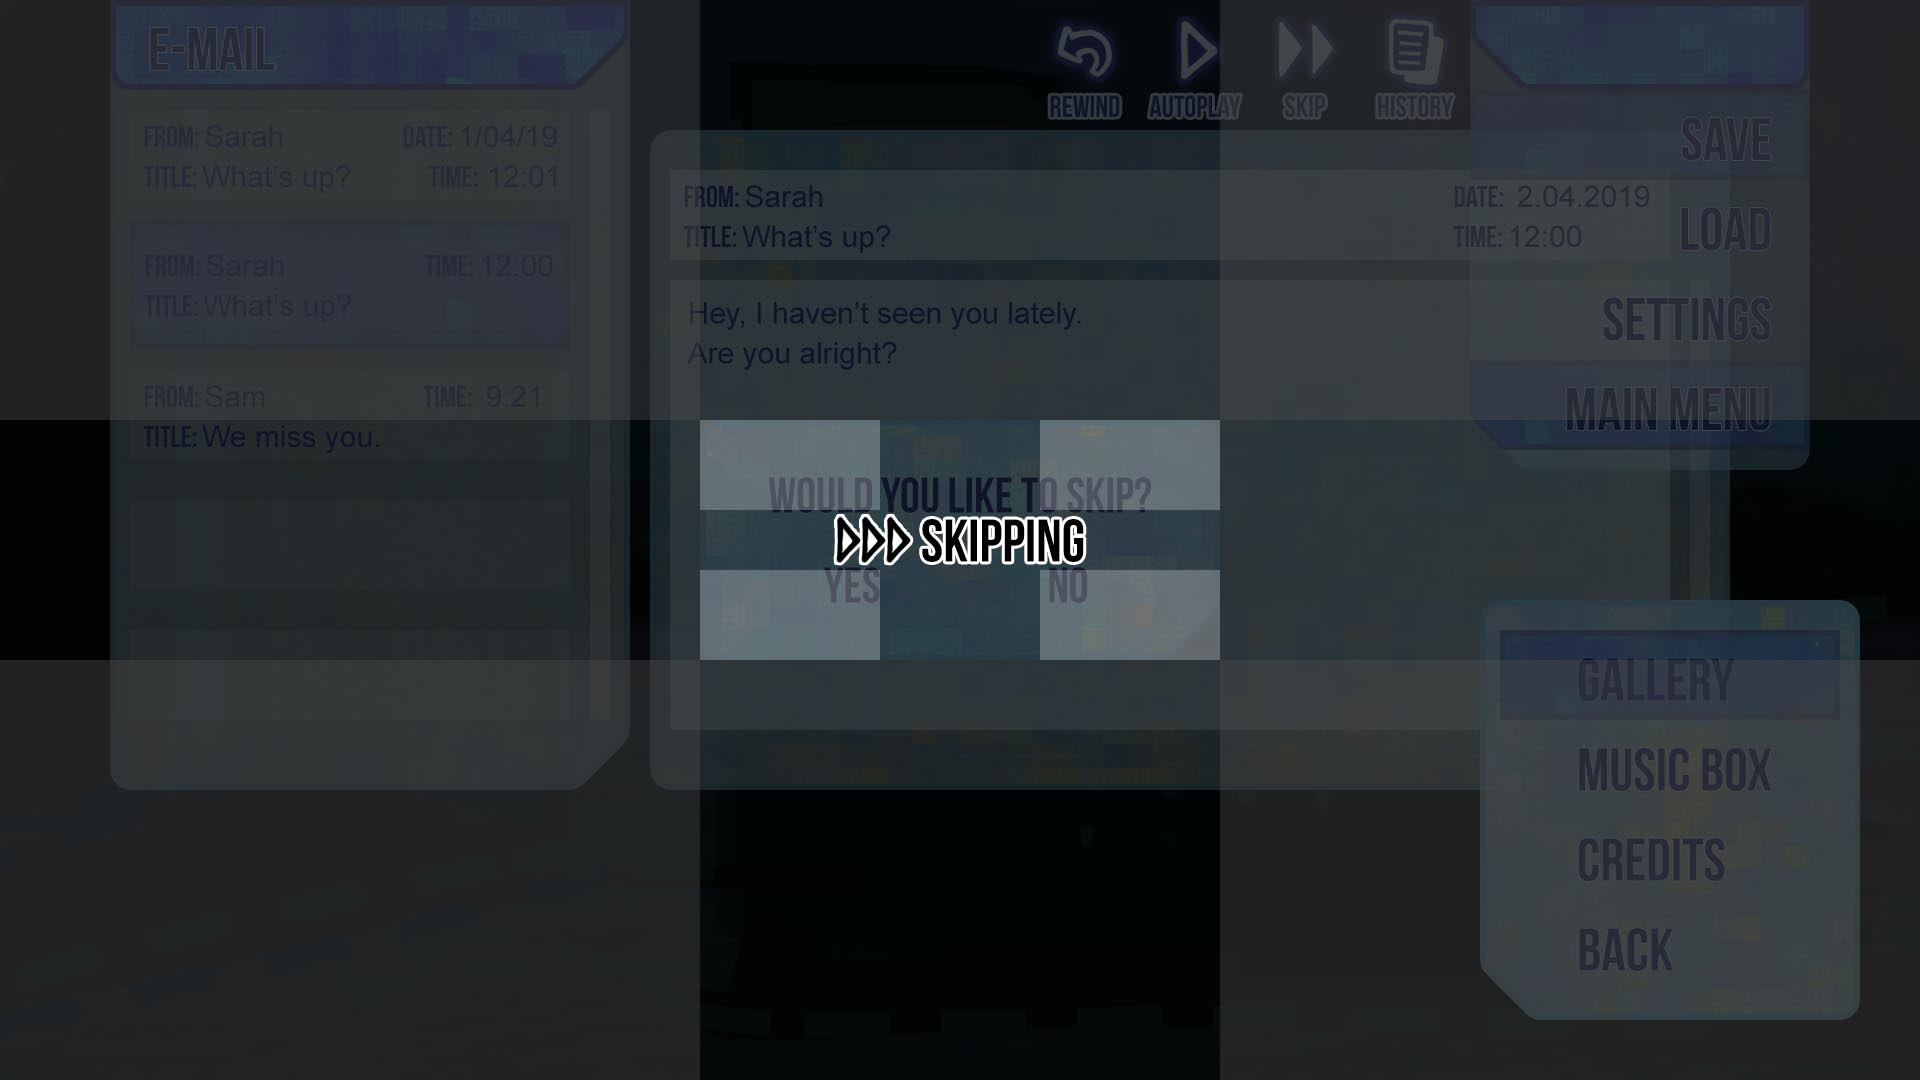 E-MAIL
FROM: Sarah DATE: 1/04/19
TITLE: What's up? TIME: 12:01
FROM: Sarah TIME: 12:00
TITLE: What's up?
FROM: Sam TIME: 9:21
TITLE: We miss you.
REWIND
AUTOPLAY
SKIP
HISTORY
FROM: Sarah DATE: 2.04.2019
TITLE: What's up? TIME: 12:00
Hey, I haven't seen you lately.
Are you alright?
WOULD YOU LIKE TO SKIP?
SKIPPING
YES NO
SAVE
LOAD
SETTINGS
MAIN MENU
GALLERY
MUSIC BOX
CREDITS
BACK